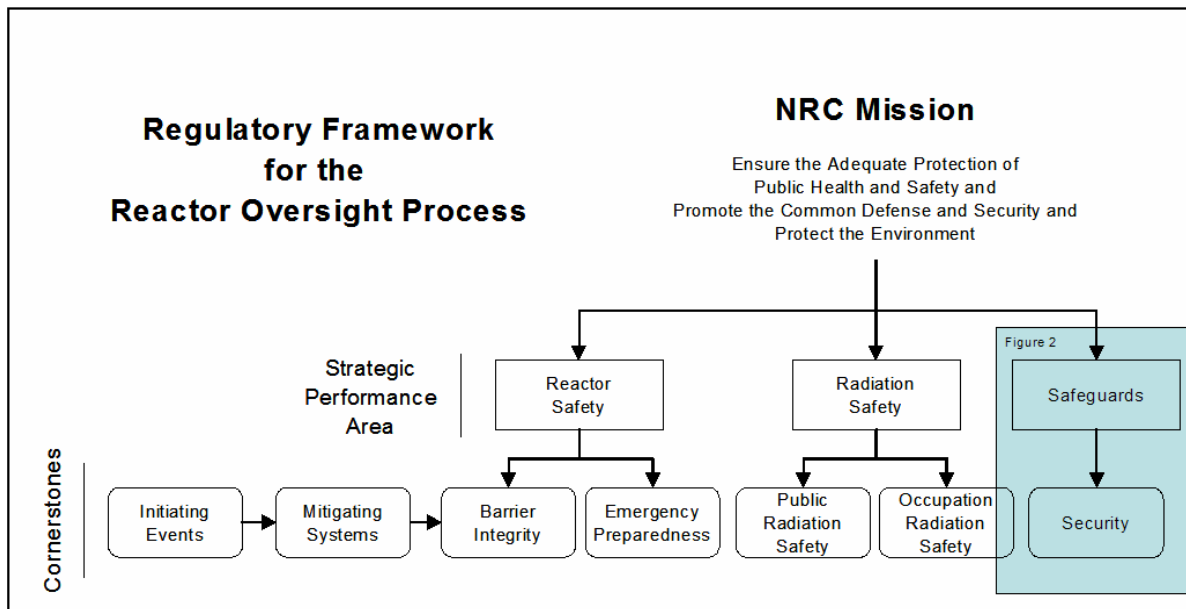 Regulatory Framework
for the
Reactor Oversight Process
NRC Mission
Ensure the Adequate Protection of
Public Health and Safety and
Promote the Common Defense and Security and
Protect the Environment
Figure 2
Strategic
Performance
Area
Reactor
Safety
Radiation
Safety
Safeguards
Cornerstones
Initiating
Events
Mitigating
Systems
Barrier
Integrity
Emergency
Preparedness
Public
Radiation
Safety
Occupation
Radiation
Safety
Security